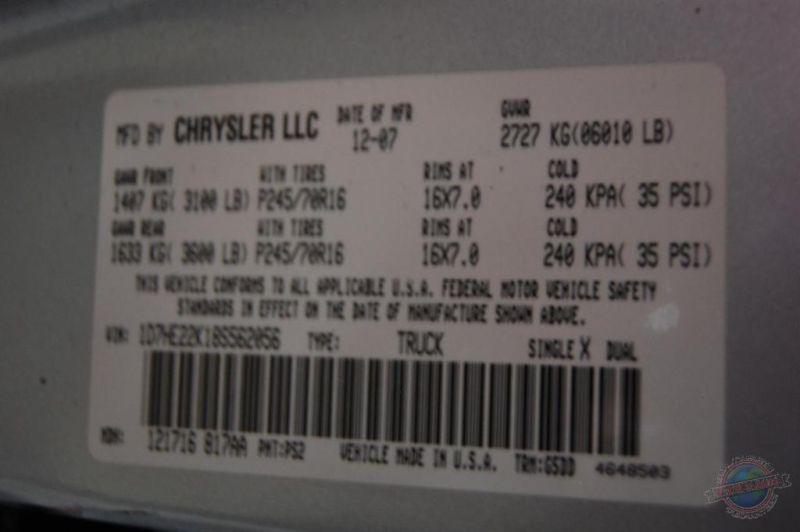 MFD BY CHRYSLER LLC DATE OF MFR GVWR
12-07 2727 KG(06010 LB)
GAWR FRONT WITH TIRES RIMS AT COLD
1407 KG( 3100 LB) P245/70R16 16X7.0 240 KPA( 35 PSI)
GAWR REAR WITH TIRES RIMS AT COLD
1633 KG( 3600 LB) P245/70R16 16X7.0 240 KPA( 35 PSI)
THIS VEHICLE CONFORMS TO ALL APPLICABLE U.S.A. FEDERAL MOTOR VEHICLE SAFETY
STANDARDS IN EFFECT ON THE DATE OF MANUFACTURE SHOWN ABOVE.
VIN: 1D7HE22K18S562056 TYPE: TRUCK SINGLE X DUAL
MDH: 121716 817AA PNT:PS2 VEHICLE MADE IN U.S.A. TRM:G5DD 4648503